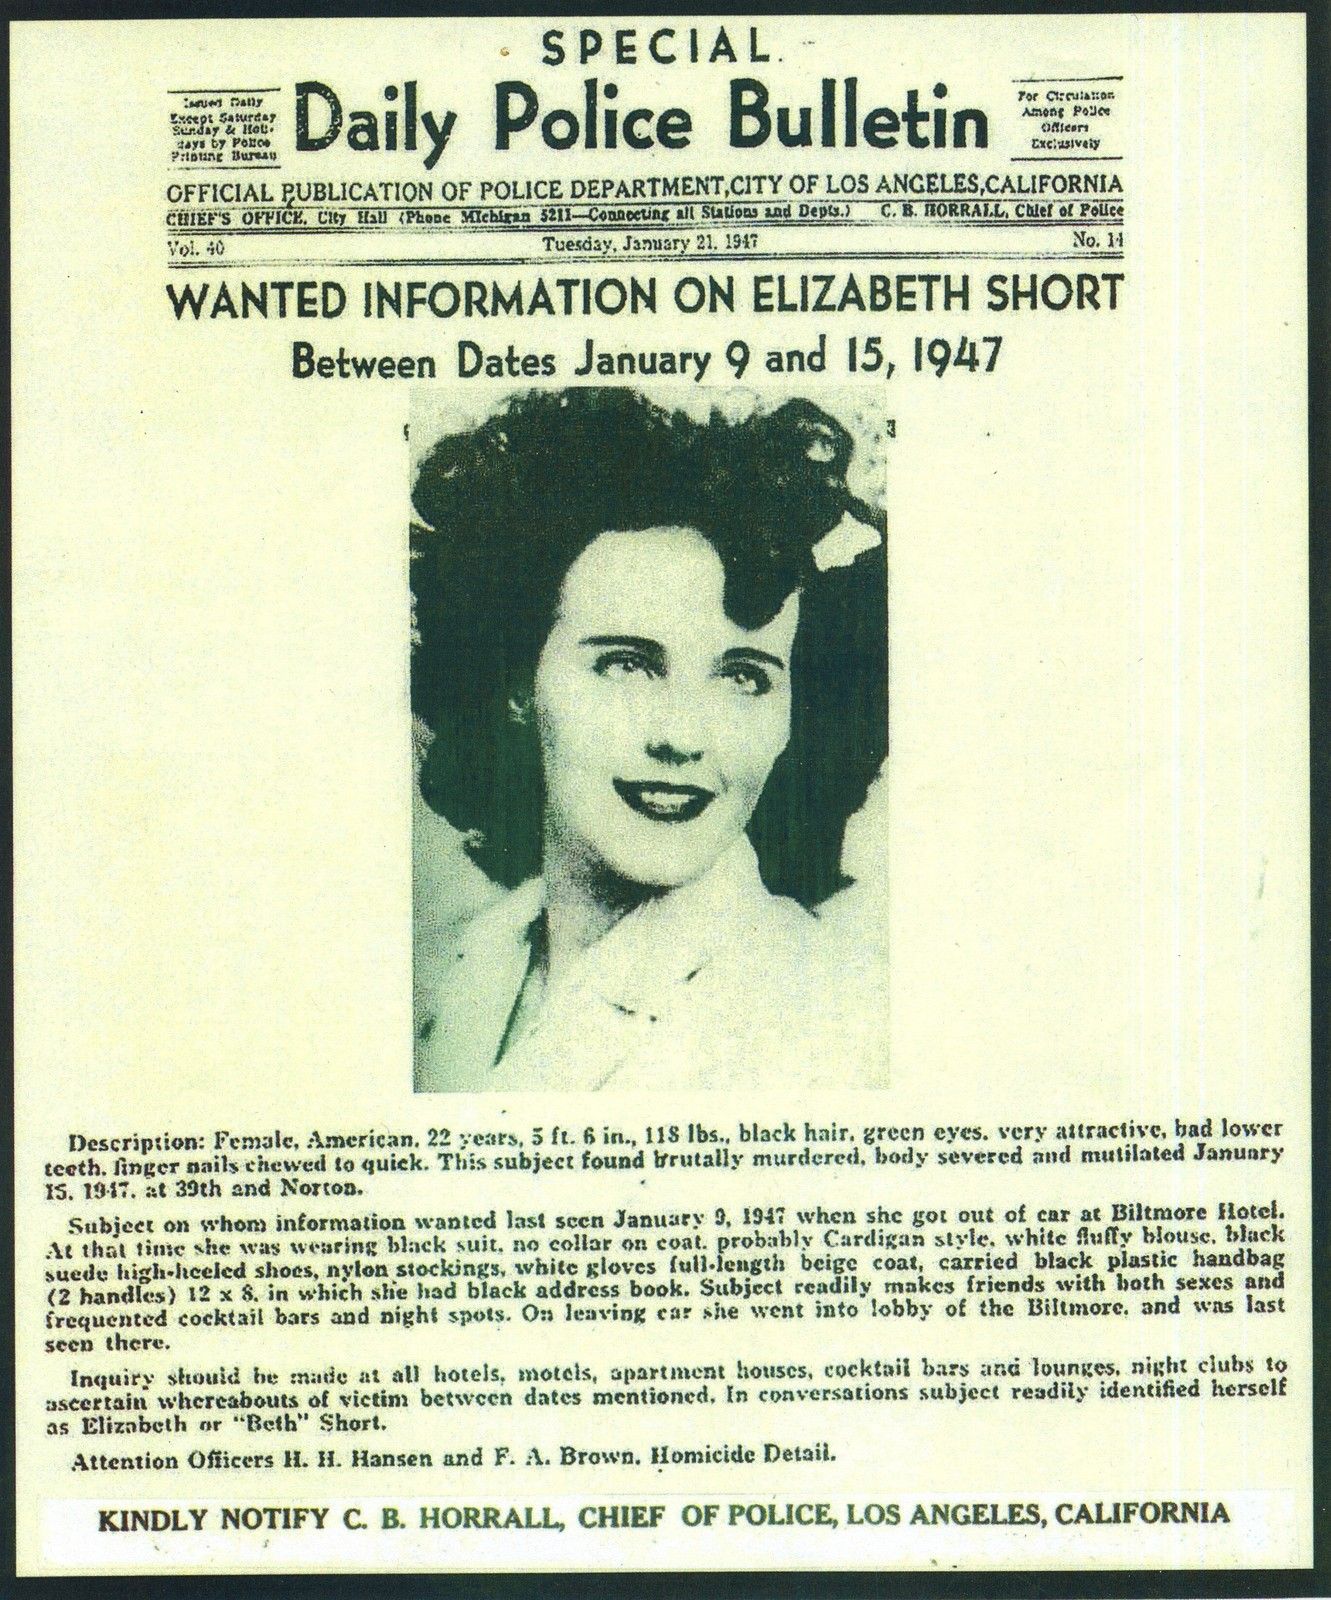 SPECIAL
Issued Daily
Except Saturday
Sunday & Holi-
days by Police
Printing Bureau
Daily Police Bulletin
For Circulation
Among Police
Officers
Exclusively
OFFICIAL PUBLICATION OF POLICE DEPARTMENT, CITY OF LOS ANGELES, CALIFORNIA
CHIEF'S OFFICE, City Hall (Phone MIchigan 5211—Connecting all Stations and Depts.) C. B. HORRALL, Chief of Police
Vol. 40 Tuesday, January 21, 1947 No. 14
WANTED INFORMATION ON ELIZABETH SHORT
Between Dates January 9 and 15, 1947
Description: Female, American, 22 years, 5 ft. 6 in., 118 lbs., black hair, green eyes, very attractive, bad lower
teeth, finger nails chewed to quick. This subject found brutally murdered, body severed and mutilated January
15, 1947, at 39th and Norton.
Subject on whom information wanted last seen January 9, 1947 when she got out of car at Biltmore Hotel.
At that time she was wearing black suit, no collar on coat, probably Cardigan style, white fluffy blouse, black
suede high-heeled shoes, nylon stockings, white gloves full-length beige coat, carried black plastic handbag
(2 handles) 12 x 8, in which she had black address book. Subject readily makes friends with both sexes and
frequented cocktail bars and night spots. On leaving car she went into lobby of the Biltmore, and was last
seen there.
Inquiry should be made at all hotels, motels, apartment houses, cocktail bars and lounges, night clubs to
ascertain whereabouts of victim between dates mentioned. In conversations subject readily identified herself
as Elizabeth or "Beth" Short.
Attention Officers H. H. Hansen and F. A. Brown, Homicide Detail.
KINDLY NOTIFY C. B. HORRALL, CHIEF OF POLICE, LOS ANGELES, CALIFORNIA